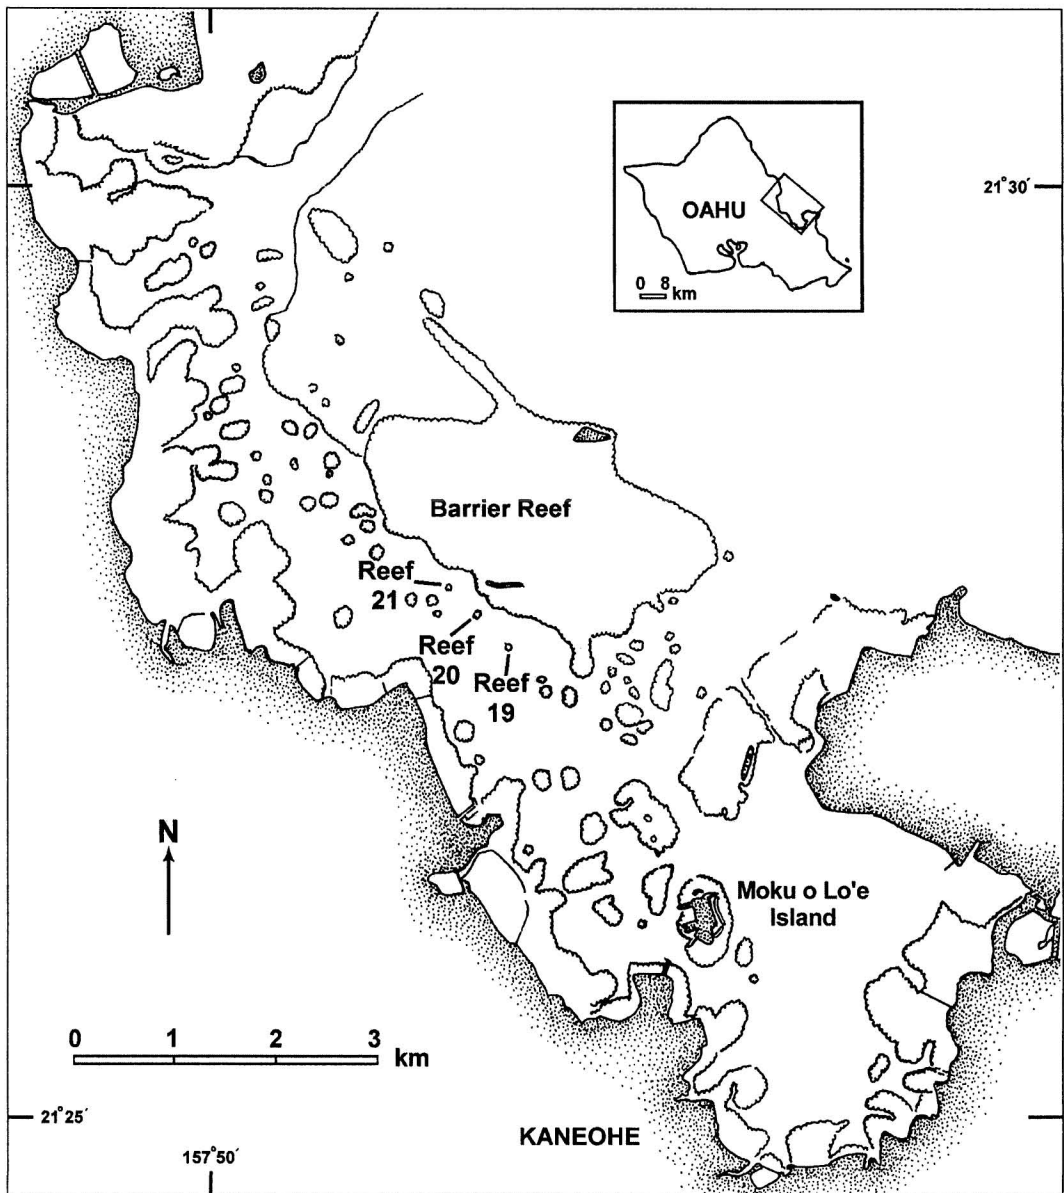 21°30´
OAHU
0 8
km
Barrier Reef
Reef
21
Reef
20
Reef
19
N
Moku o Lo'e
Island
0 1 2 3
km
21°25´
KANEOHE
157°50´